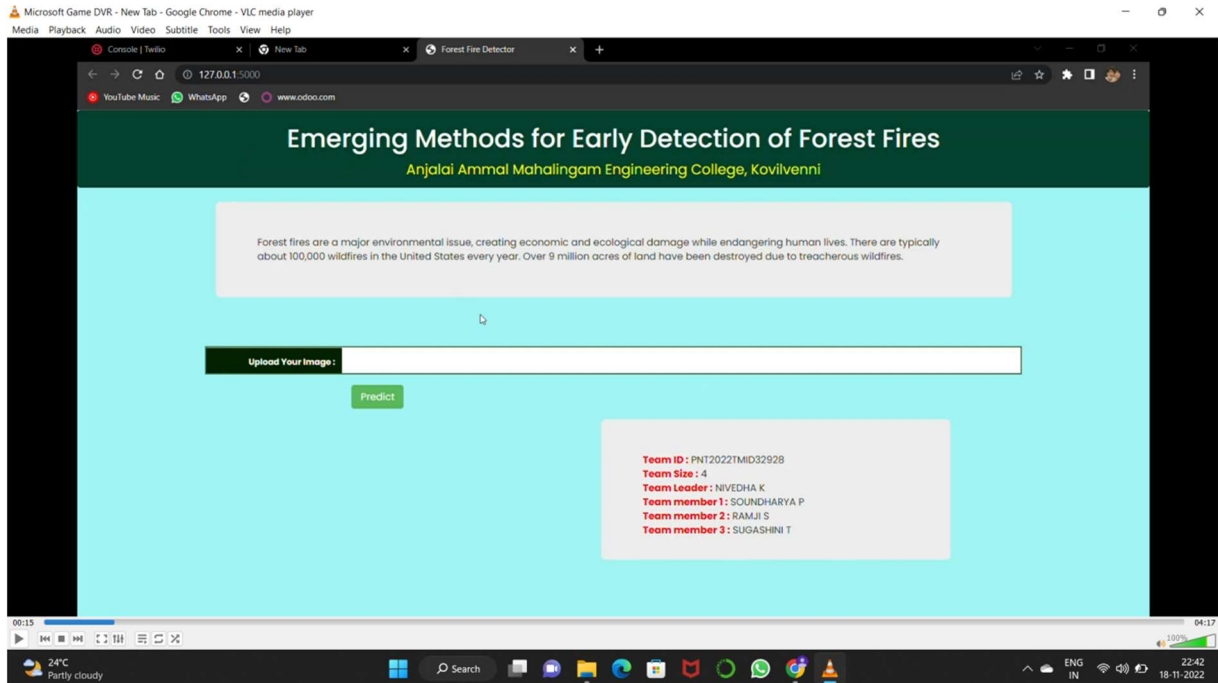 Microsoft Game DVR - New Tab - Google Chrome - VLC media player
Media Playback Audio Video Subtitle Tools View Help
Console | Twilio
New Tab
Forest Fire Detector
127.0.0.1:5000
YouTube Music WhatsApp www.odoo.com
Emerging Methods for Early Detection of Forest Fires
Anjalai Ammal Mahalingam Engineering College, Kovilvenni
Forest fires are a major environmental issue, creating economic and ecological damage while endangering human lives. There are typically
about 100,000 wildfires in the United States every year. Over 9 million acres of land have been destroyed due to treacherous wildfires.
Upload Your Image :
Predict
Team ID : PNT2022TMID32928
Team Size : 4
Team Leader : NIVEDHA K
Team member 1 : SOUNDHARYA P
Team member 2 : RAMJI S
Team member 3 : SUGASHINI T
00:15 04:17
100%
24°C
Partly cloudy
Search
ENG
IN
22:42
18-11-2022